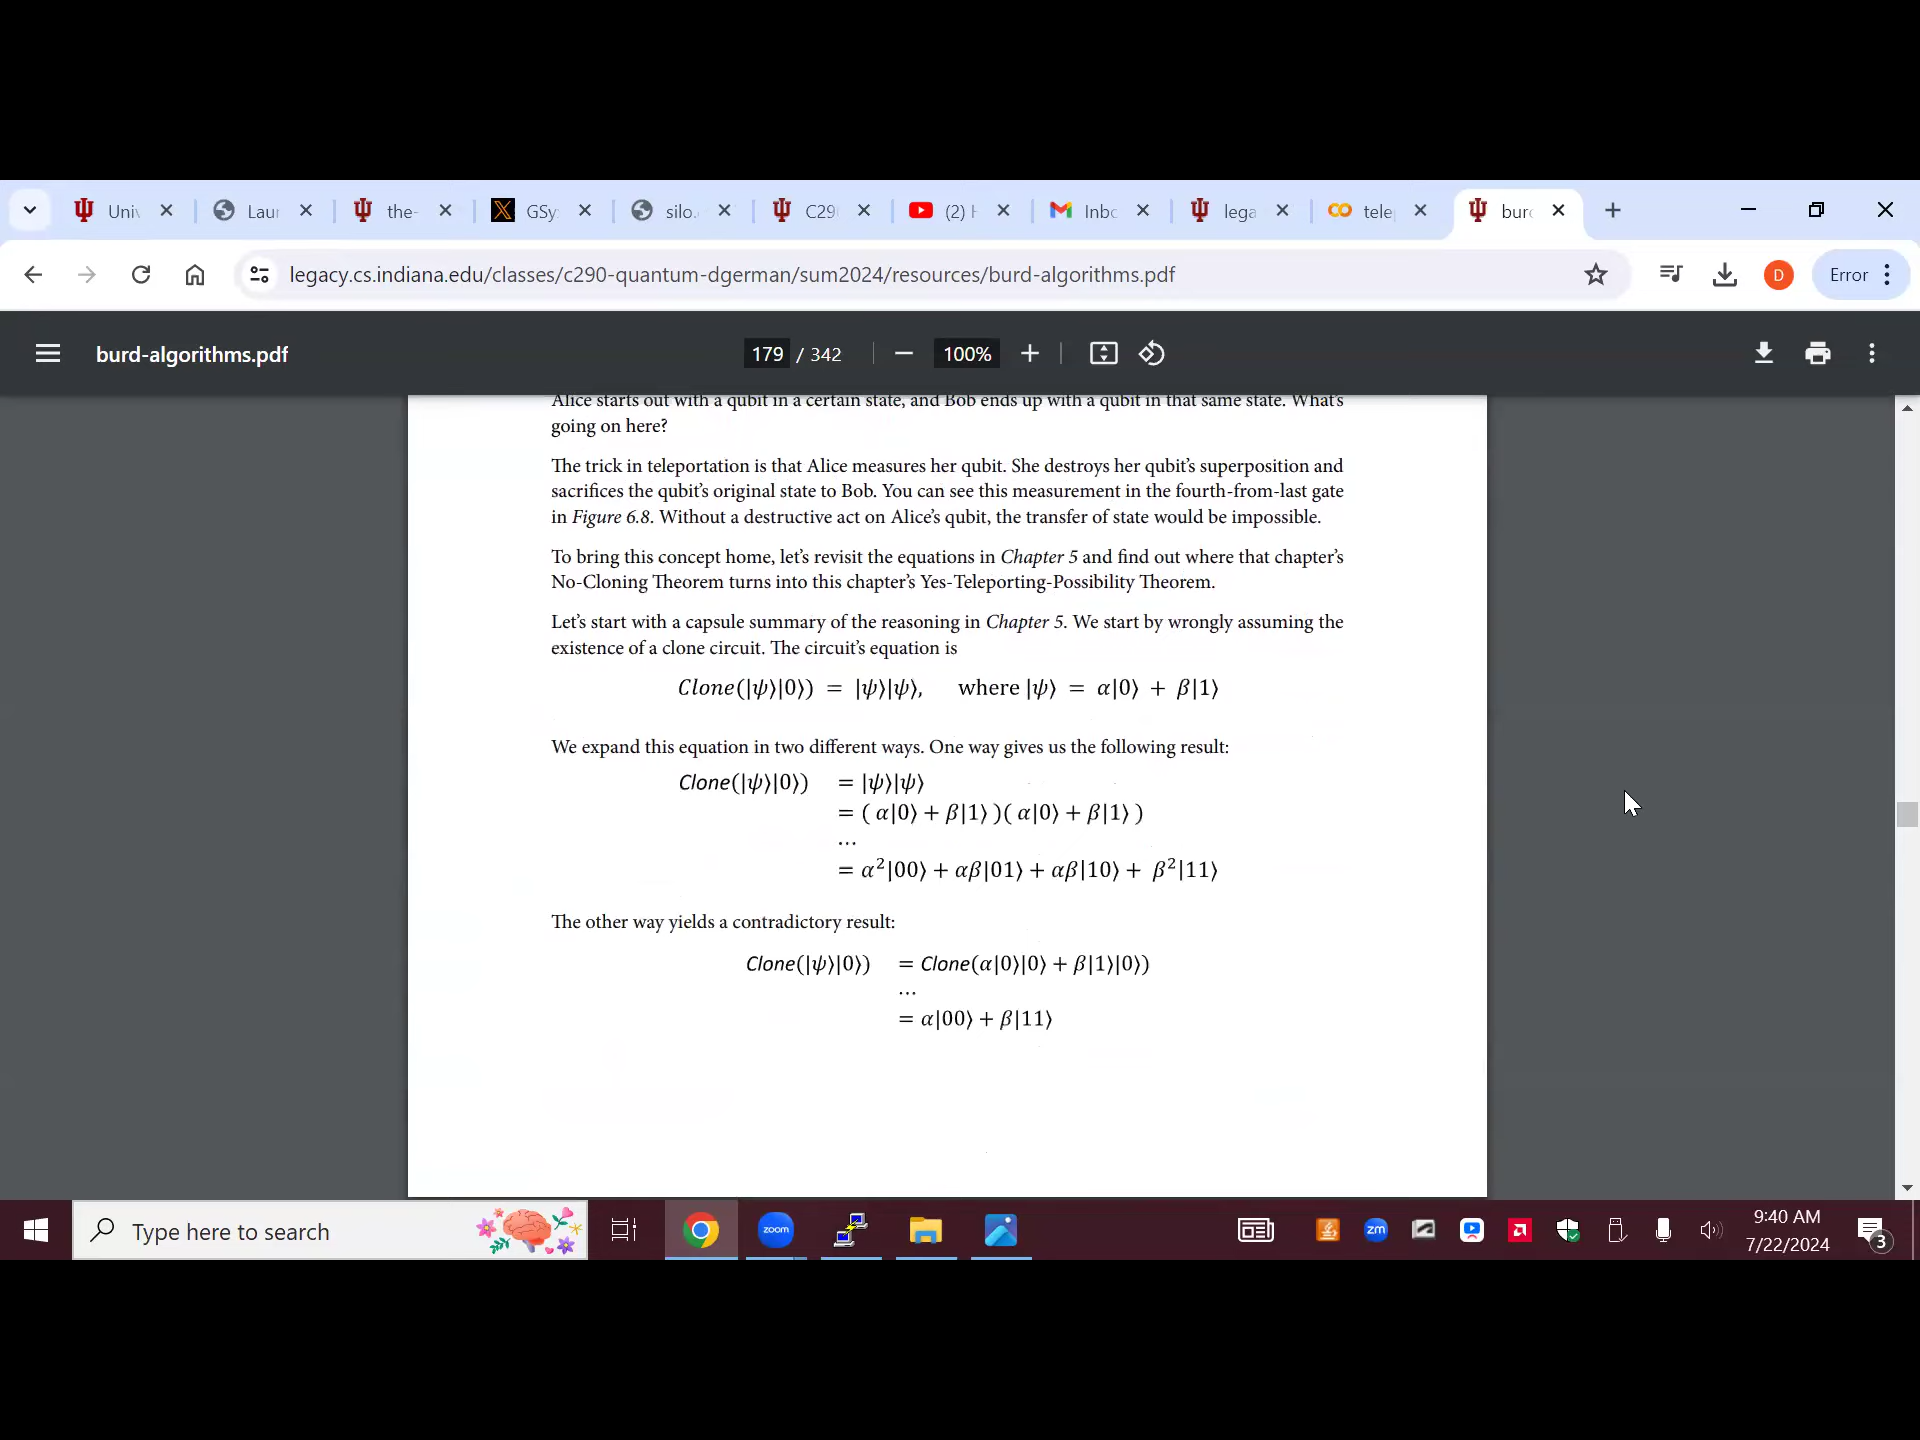 Univ
Lau
the-
GSy
silo.
C29
(2)
Inbc
lega
tele
burd
legacy.cs.indiana.edu/classes/c290-quantum-dgerman/sum2024/resources/burd-algorithms.pdf
D
Error
burd-algorithms.pdf
179 / 342
100%
Alice starts out with a qubit in a certain state, and Bob ends up with a qubit in that same state. What's
going on here?
The trick in teleportation is that Alice measures her qubit. She destroys her qubit's superposition and
sacrifices the qubit's original state to Bob. You can see this measurement in the fourth-from-last gate
in Figure 6.8. Without a destructive act on Alice's qubit, the transfer of state would be impossible.
To bring this concept home, let's revisit the equations in Chapter 5 and find out where that chapter's
No-Cloning Theorem turns into this chapter's Yes-Teleporting-Possibility Theorem.
Let's start with a capsule summary of the reasoning in Chapter 5. We start by wrongly assuming the
existence of a clone circuit. The circuit's equation is
Clone(|ψ⟩|0⟩) = |ψ⟩|ψ⟩, where |ψ⟩ = α|0⟩ + β|1⟩
We expand this equation in two different ways. One way gives us the following result:
Clone(|ψ⟩|0⟩) = |ψ⟩|ψ⟩
= ( α|0⟩ + β|1⟩ )( α|0⟩ + β|1⟩ )
...
= α²|00⟩ + αβ|01⟩ + αβ|10⟩ + β²|11⟩
The other way yields a contradictory result:
Clone(|ψ⟩|0⟩) = Clone(α|0⟩|0⟩ + β|1⟩|0⟩)
...
= α|00⟩ + β|11⟩
Type here to search
zoom
zm
9:40 AM
7/22/2024
3